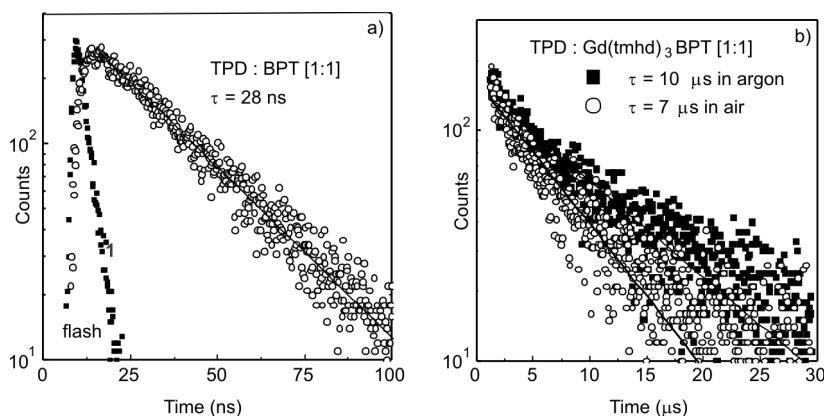 a)
TPD : BPT [1:1]
τ = 28 ns
10²
Counts
flash
10¹
0 25 50 75 100
Time (ns)
b)
TPD : Gd(tmhd)₃BPT [1:1]
τ = 10 μs in argon
τ = 7 μs in air
10²
Counts
10¹
0 5 10 15 20 25 30
Time (μs)